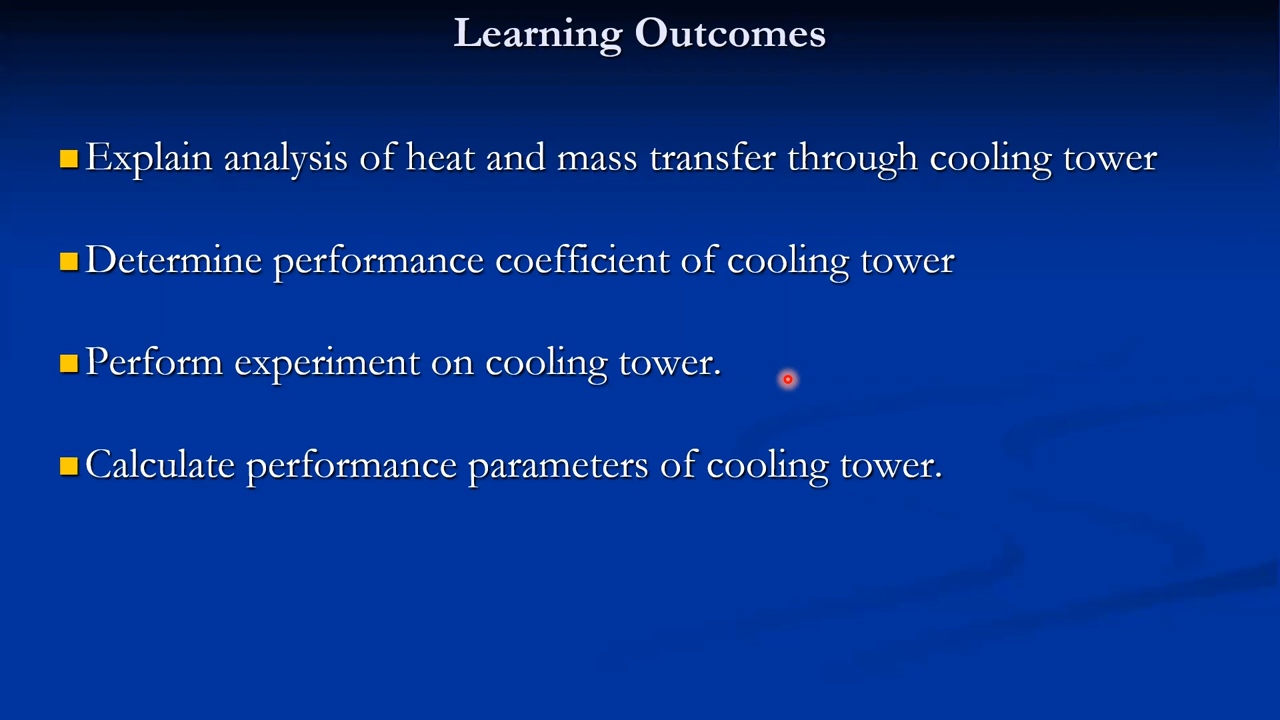 Learning Outcomes
Explain analysis of heat and mass transfer through cooling tower
Determine performance coefficient of cooling tower
Perform experiment on cooling tower.
Calculate performance parameters of cooling tower.